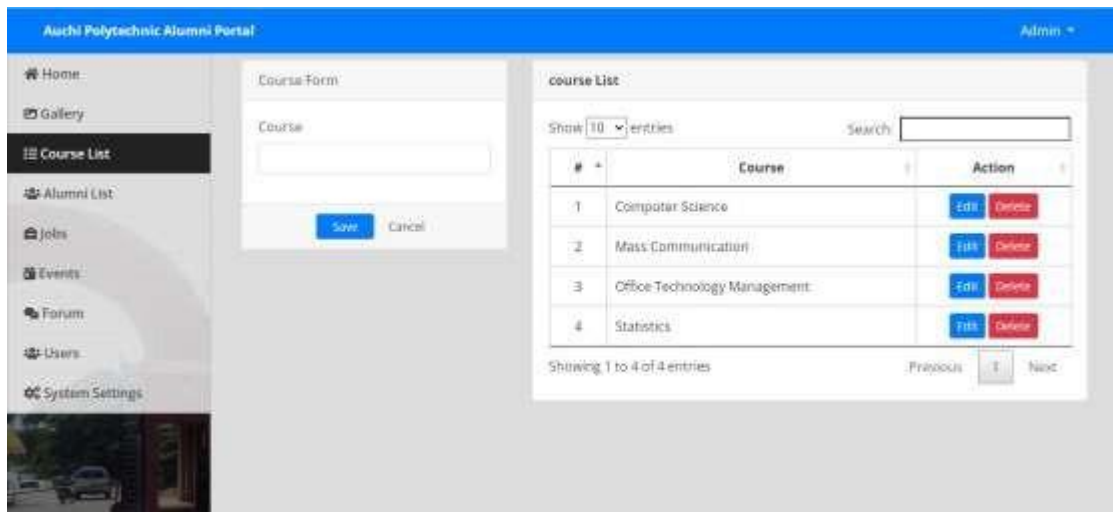 Auchi Polytechnic Alumni Portal
Admin
Home
Gallery
Course List
Alumni List
Jobs
Events
Forum
Users
System Settings
Course Form
Course
Save Cancel
course List
Show 10 entries Search:
# Course Action
1 Computer Science Edit Delete
2 Mass Communication Edit Delete
3 Office Technology Management Edit Delete
4 Statistics Edit Delete
Showing 1 to 4 of 4 entries Previous 1 Next